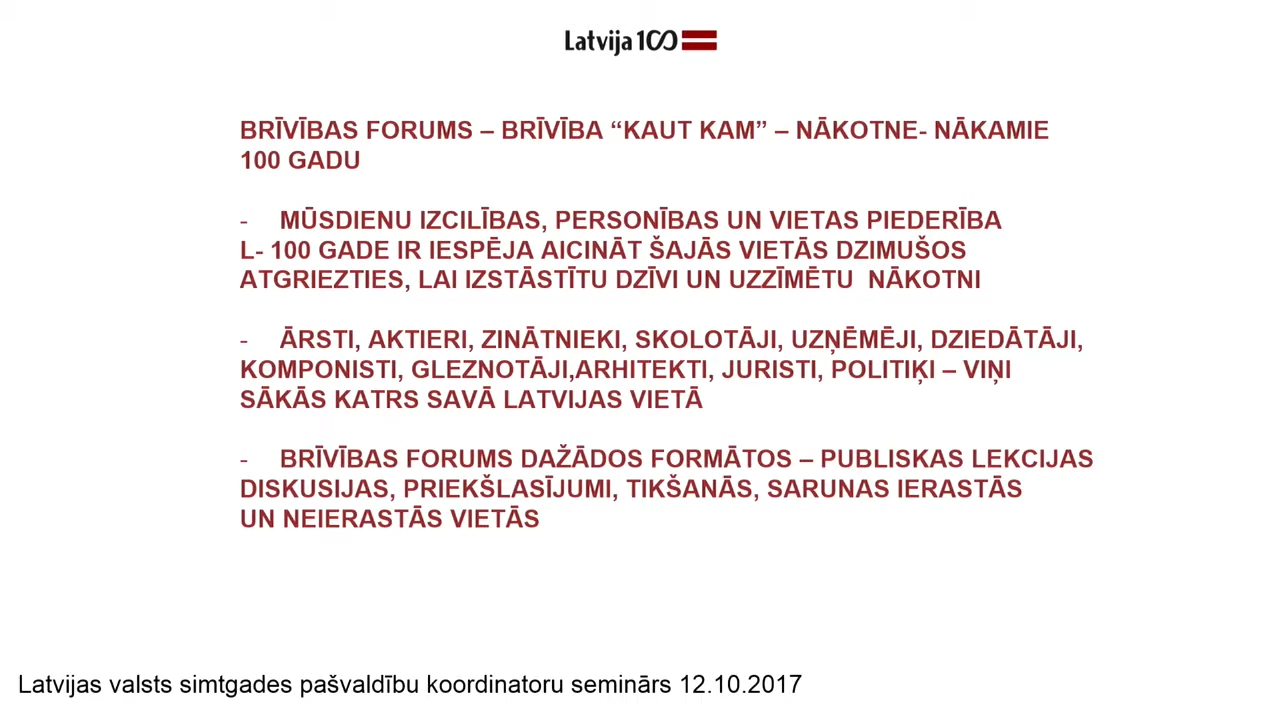 Latvija 100
BRĪVĪBAS FORUMS – BRĪVĪBA “KAUT KAM” – NĀKOTNE- NĀKAMIE
100 GADU
- MŪSDIENU IZCILĪBAS, PERSONĪBAS UN VIETAS PIEDERĪBA
L- 100 GADE IR IESPĒJA AICINĀT ŠAJĀS VIETĀS DZIMUŠOS
ATGRIEZTIES, LAI IZSTĀSTĪTU DZĪVI UN UZZĪMĒTU  NĀKOTNI
- ĀRSTI, AKTIERI, ZINĀTNIEKI, SKOLOTĀJI, UZŅĒMĒJI, DZIEDĀTĀJI,
KOMPONISTI, GLEZNOTĀJI,ARHITEKTI, JURISTI, POLITIĶI – VIŅI
SĀKĀS KATRS SAVĀ LATVIJAS VIETĀ
- BRĪVĪBAS FORUMS DAŽĀDOS FORMĀTOS – PUBLISKAS LEKCIJAS
DISKUSIJAS, PRIEKŠLASĪJUMI, TIKŠANĀS, SARUNAS IERASTĀS
UN NEIERASTĀS VIETĀS
Latvijas valsts simtgades pašvaldību koordinatoru seminārs 12.10.2017